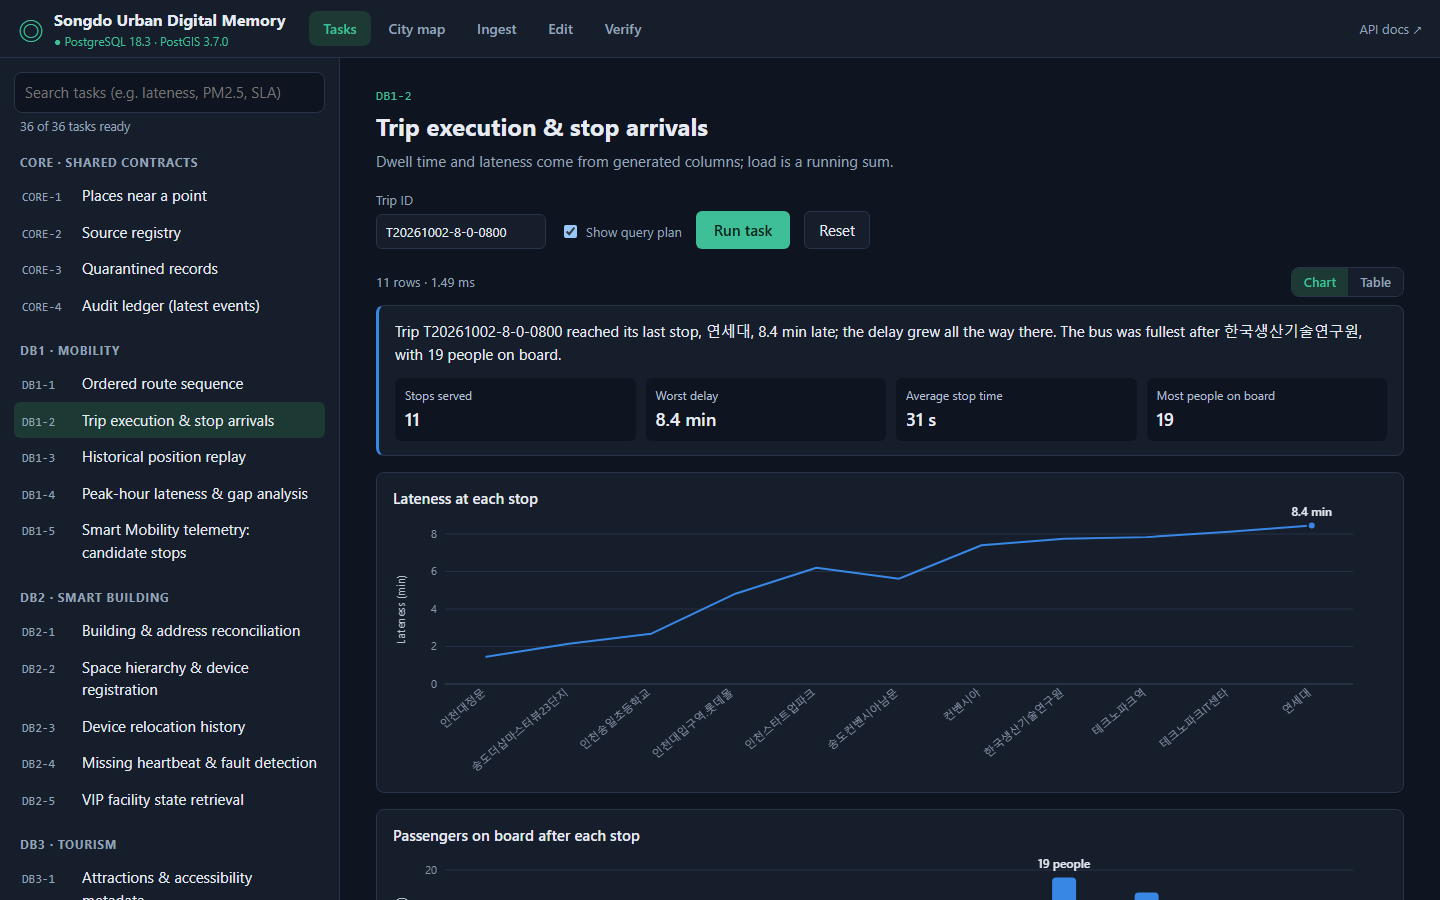 Songdo Urban Digital Memory
● PostgreSQL 18.3 · PostGIS 3.7.0
Tasks
City map
Ingest
Edit
Verify
API docs ↗
Search tasks (e.g. lateness, PM2.5, SLA)
36 of 36 tasks ready
CORE · SHARED CONTRACTS
CORE-1 Places near a point
CORE-2 Source registry
CORE-3 Quarantined records
CORE-4 Audit ledger (latest events)
DB1 · MOBILITY
DB1-1 Ordered route sequence
DB1-2 Trip execution & stop arrivals
DB1-3 Historical position replay
DB1-4 Peak-hour lateness & gap analysis
DB1-5 Smart Mobility telemetry:
candidate stops
DB2 · SMART BUILDING
DB2-1 Building & address reconciliation
DB2-2 Space hierarchy & device
registration
DB2-3 Device relocation history
DB2-4 Missing heartbeat & fault detection
DB2-5 VIP facility state retrieval
DB3 · TOURISM
DB3-1 Attractions & accessibility
metadata
DB1-2
Trip execution & stop arrivals
Dwell time and lateness come from generated columns; load is a running sum.
Trip ID
T20261002-8-0-0800
Show query plan
Run task
Reset
11 rows · 1.49 ms
Chart
Table
Trip T20261002-8-0-0800 reached its last stop, 연세대, 8.4 min late; the delay grew all the way there. The bus was fullest after 한국생산기술연구원,
with 19 people on board.
Stops served
11
Worst delay
8.4 min
Average stop time
31 s
Most people on board
19
Lateness at each stop
8.4 min
8
6
4
2
0
Lateness (min)
인천대정문
송도더샵마스터뷰23단지
인천송일초등학교
인천대입구역.롯데몰
인천스타트업파크
송도컨벤시아남문
컨벤시아
한국생산기술연구원
테크노파크역
테크노파크IT센타
연세대
Passengers on board after each stop
19 people
20